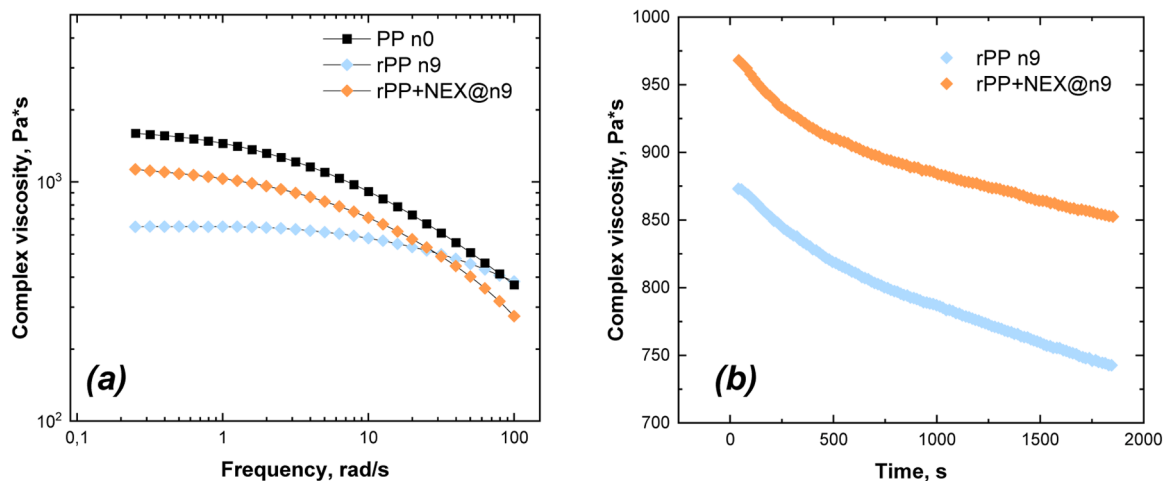 PP n0
rPP n9
rPP+NEX@n9
10³
10²
Complex viscosity, Pa*s
(a)
0,1
1
10
100
Frequency, rad/s
1000
950
900
850
800
750
700
Complex viscosity, Pa*s
rPP n9
rPP+NEX@n9
(b)
0
500
1000
1500
2000
Time, s